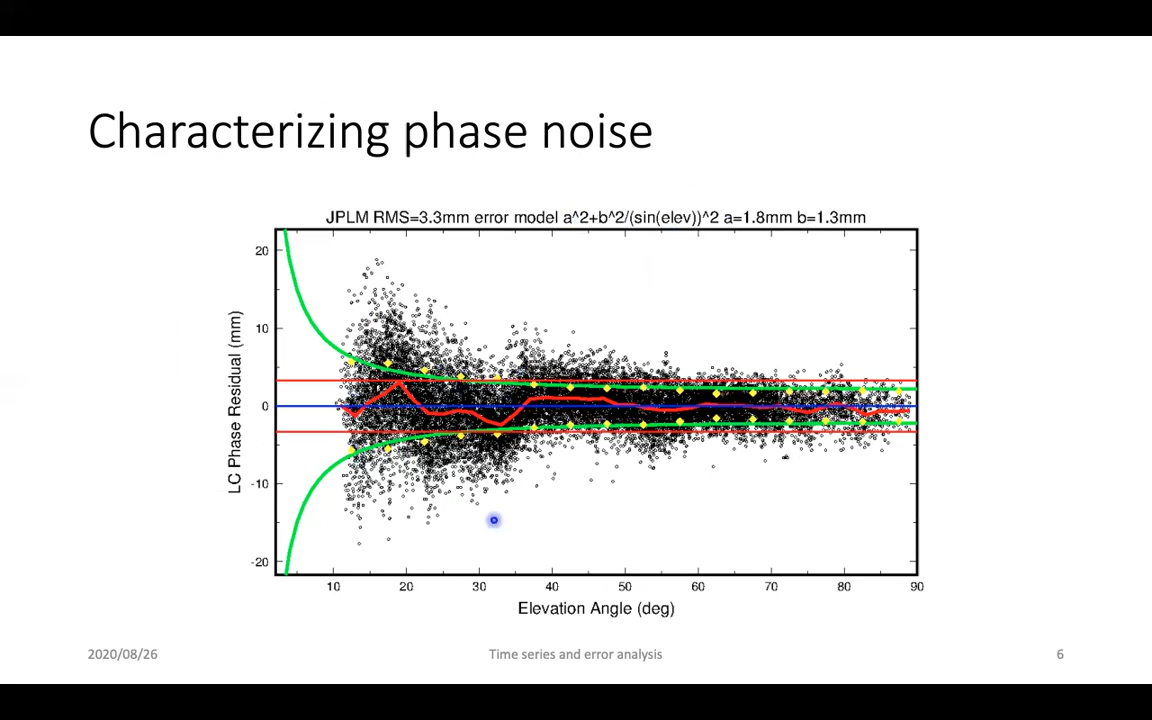 Characterizing phase noise
JPLM RMS=3.3mm error model a^2+b^2/(sin(elev))^2 a=1.8mm b=1.3mm
20
10
0
-10
-20
LC Phase Residual (mm)
10 20 30 40 50 60 70 80 90
Elevation Angle (deg)
2020/08/26 Time series and error analysis 6